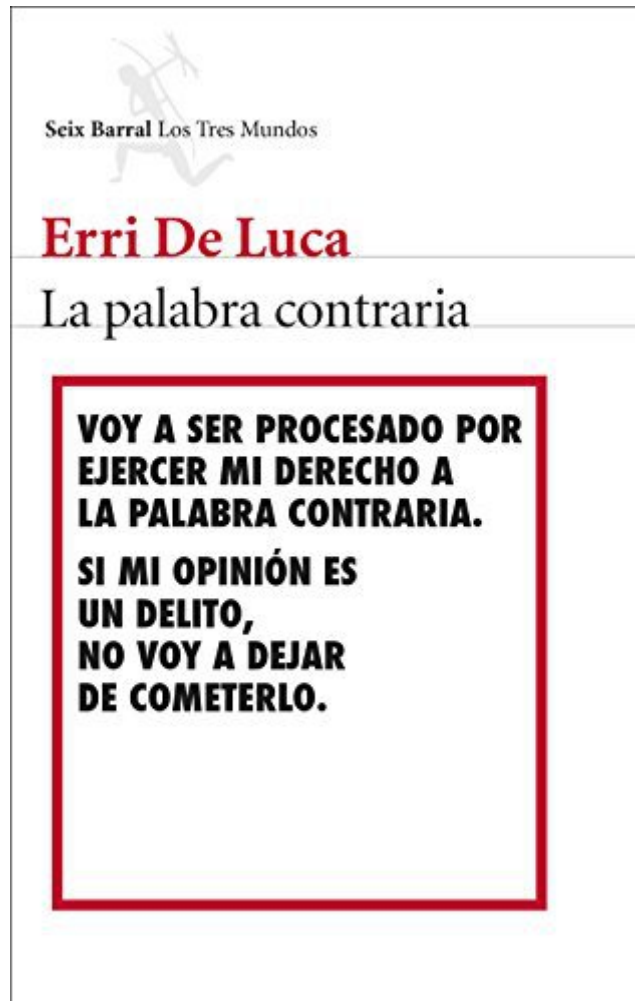 Seix Barral Los Tres Mundos
Erri De Luca
La palabra contraria
VOY A SER PROCESADO POR
EJERCER MI DERECHO A
LA PALABRA CONTRARIA.
SI MI OPINIÓN ES
UN DELITO,
NO VOY A DEJAR
DE COMETERLO.